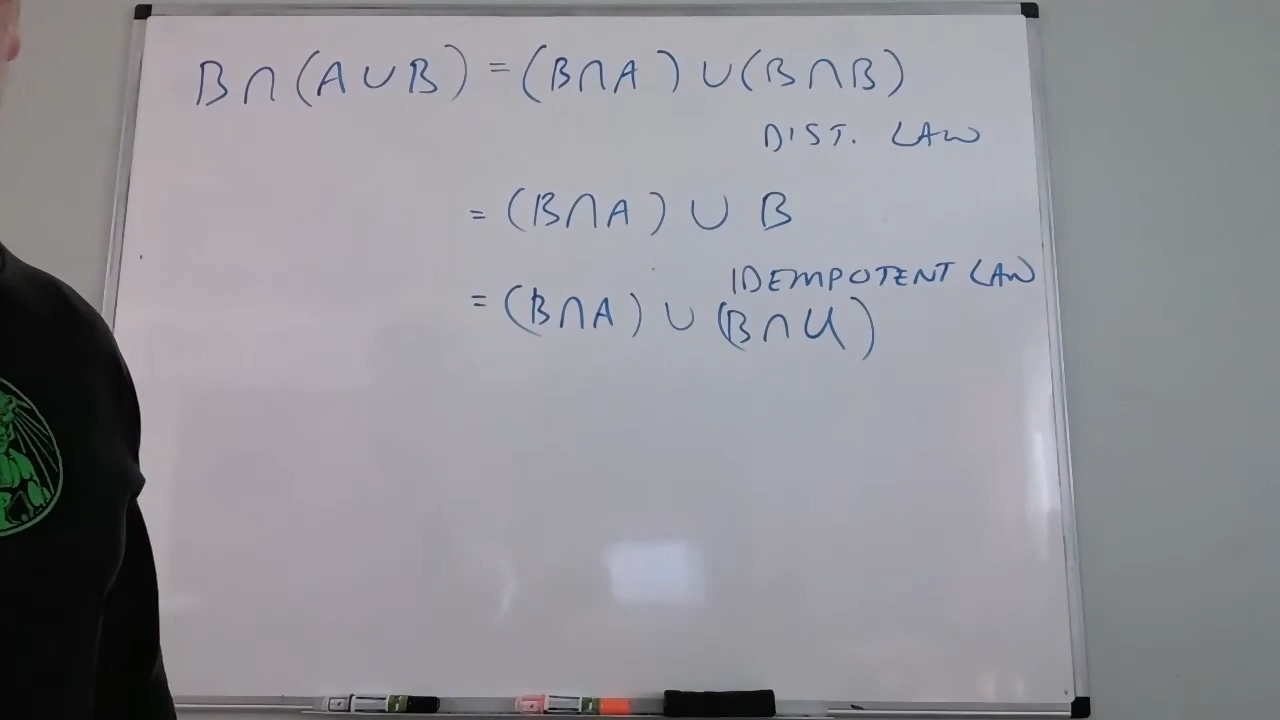 B∩(A∪B) = (B∩A) ∪ (B∩B)
DIST. LAW
= (B∩A) ∪ B
IDEMPOTENT LAW
= (B∩A) ∪ (B∩U)